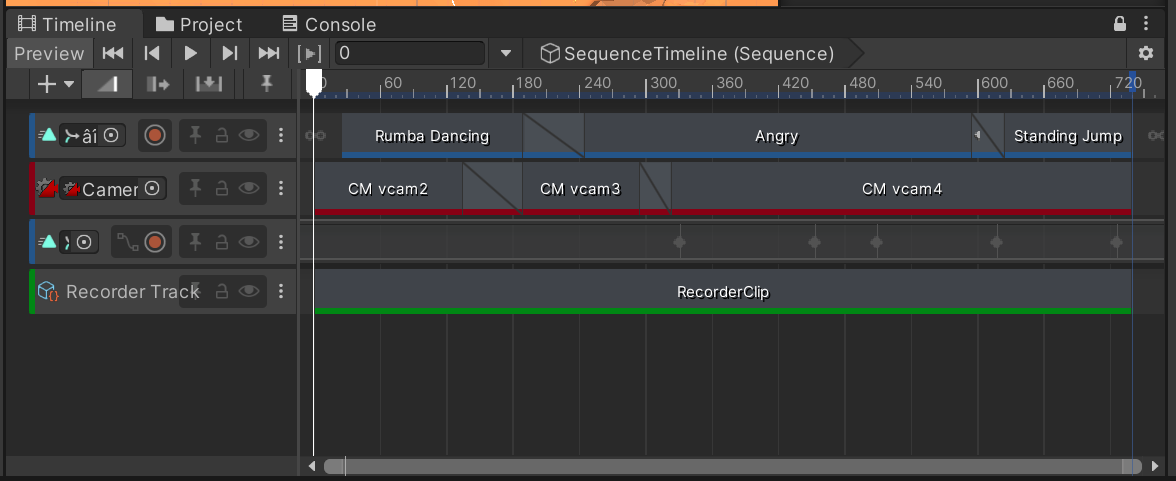 Timeline Project Console
Preview 0 SequenceTimeline (Sequence)
0 60 120 180 240 300 360 420 480 540 600 660 720
âí Rumba Dancing Angry Standing Jump
Camer CM vcam2 CM vcam3 CM vcam4
Recorder Track RecorderClip